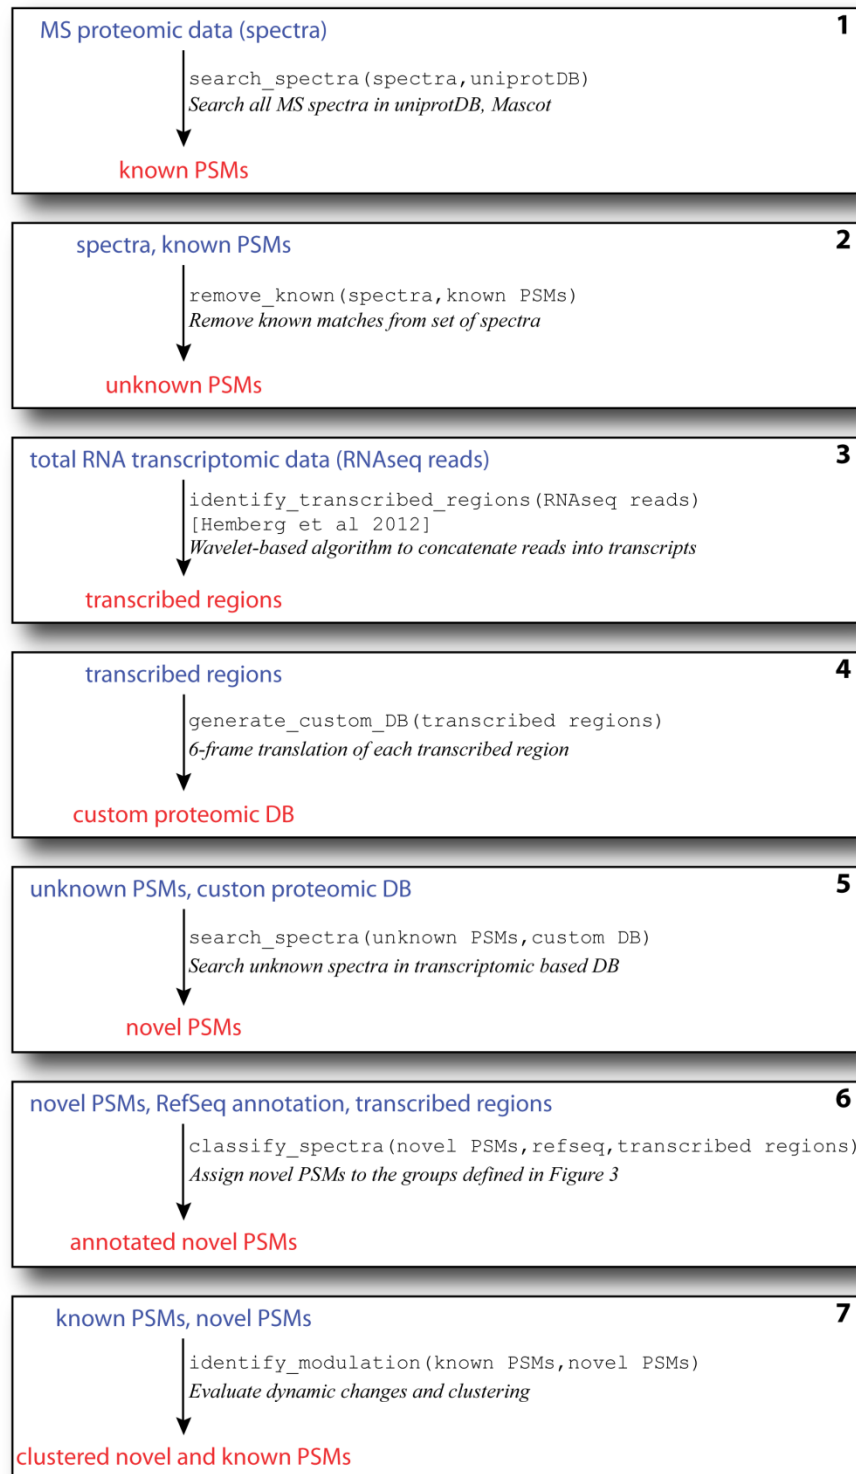 MS proteomic data (spectra)
1
search_spectra(spectra,uniprotDB)
Search all MS spectra in uniprotDB, Mascot
known PSMs
spectra, known PSMs
2
remove_known(spectra,known PSMs)
Remove known matches from set of spectra
unknown PSMs
total RNA transcriptomic data (RNAseq reads)
3
identify_transcribed_regions(RNAseq reads)
[Hemberg et al 2012]
Wavelet-based algorithm to concatenate reads into transcripts
transcribed regions
transcribed regions
4
generate_custom_DB(transcribed regions)
6-frame translation of each transcribed region
custom proteomic DB
unknown PSMs, custon proteomic DB
5
search_spectra(unknown PSMs,custom DB)
Search unknown spectra in transcriptomic based DB
novel PSMs
novel PSMs, RefSeq annotation, transcribed regions
6
classify_spectra(novel PSMs,refseq,transcribed regions)
Assign novel PSMs to the groups defined in Figure 3
annotated novel PSMs
known PSMs, novel PSMs
7
identify_modulation(known PSMs,novel PSMs)
Evaluate dynamic changes and clustering
clustered novel and known PSMs